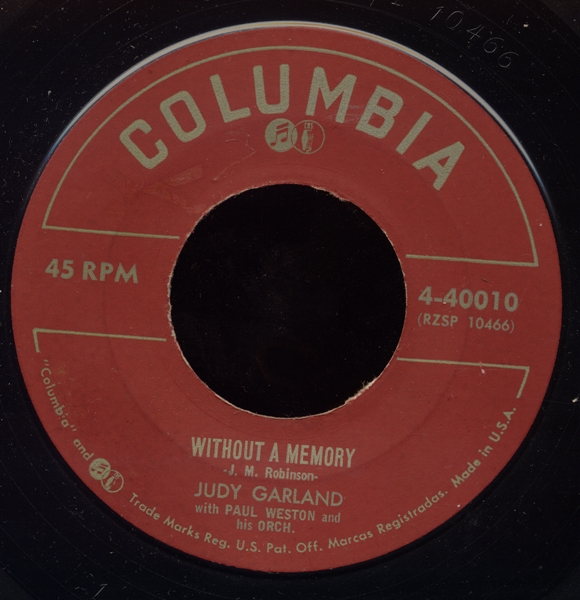 10466
COLUMBIA
45 RPM
4-40010
(RZSP 10466)
WITHOUT A MEMORY
-J. M. Robinson-
JUDY GARLAND
with PAUL WESTON and
his ORCH.
"Columbia" and Trade Marks Reg. U.S. Pat. Off. Marcas Registradas. Made in U.S.A.